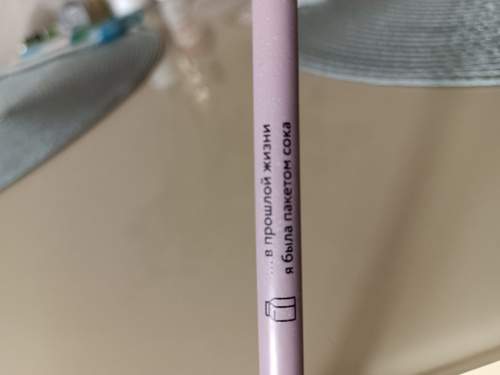 ... в прошлой жизни
я была пакетом сока